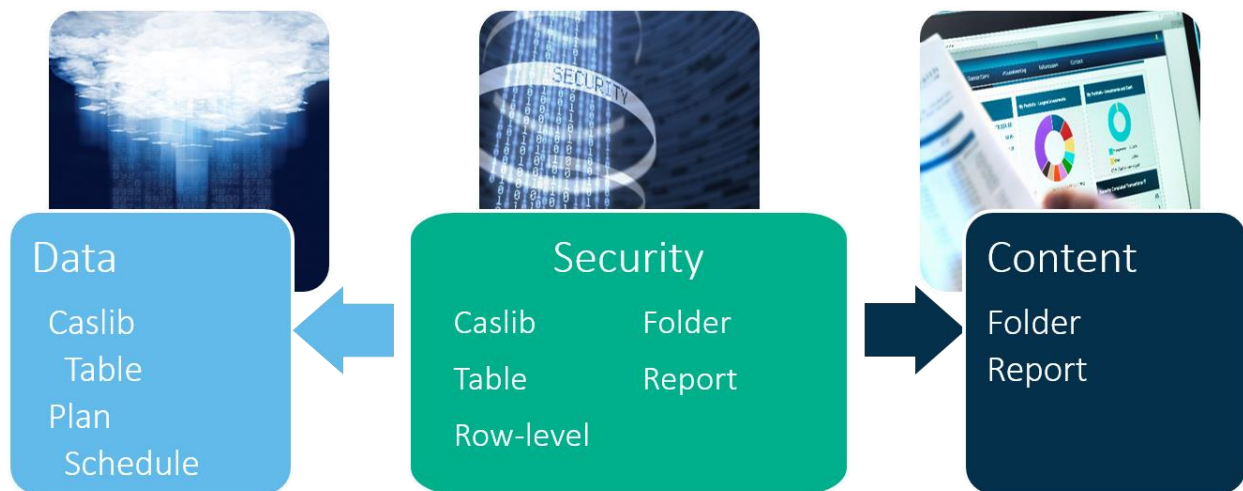 SECURITY
Data
Caslib
Table
Plan
Schedule
Security
Caslib Folder
Table Report
Row-level
Content
Folder
Report